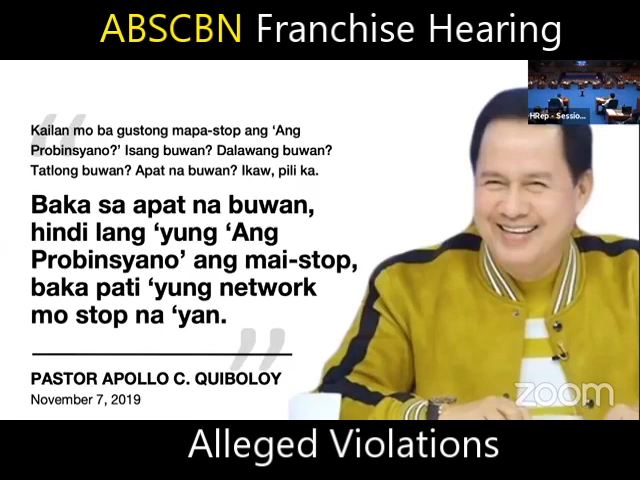 ABSCBN Franchise Hearing
HRep - Sessio...
“
Kailan mo ba gustong mapa-stop ang ‘Ang
Probinsyano?’ Isang buwan? Dalawang buwan?
Tatlong buwan? Apat na buwan? Ikaw, pili ka.
Baka sa apat na buwan,
hindi lang ‘yung ‘Ang
Probinsyano’ ang mai-stop,
baka pati ‘yung network
mo stop na ‘yan.
”
PASTOR APOLLO C. QUIBOLOY
November 7, 2019
zoom
Alleged Violations